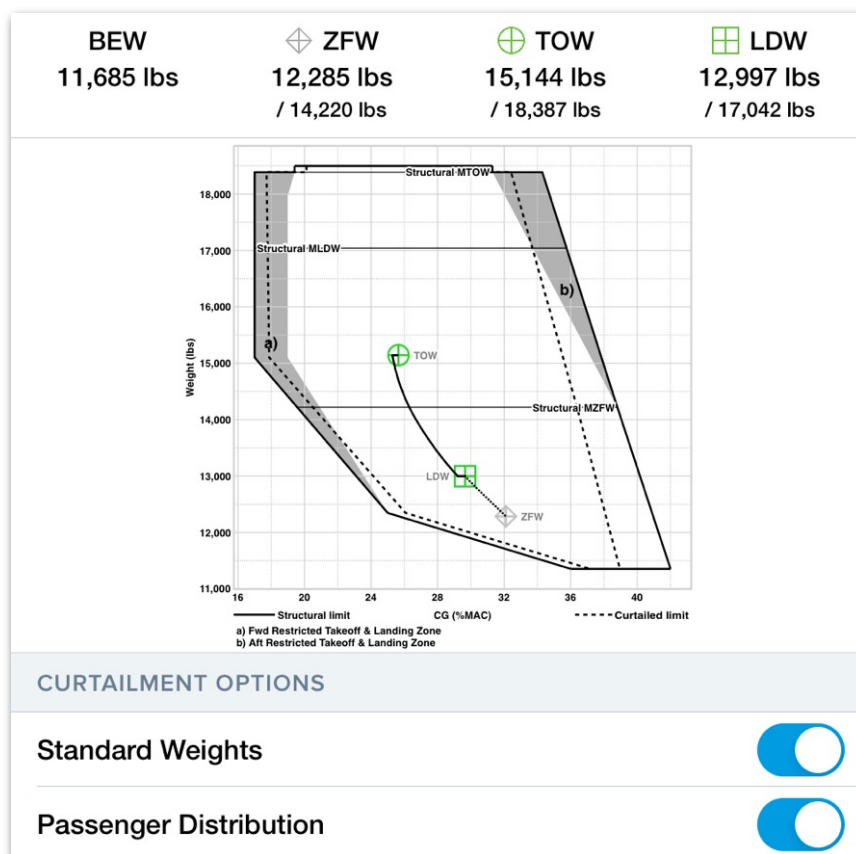 BEW ZFW TOW LDW
11,685 lbs 12,285 lbs 15,144 lbs 12,997 lbs
/ 14,220 lbs / 18,387 lbs / 17,042 lbs
Structural MTOW
18,000
Structural MLDW
17,000
b)
16,000
a)
TOW
15,000
Weight (lbs)
Structural MZFW
14,000
LDW
13,000
ZFW
12,000
11,000
16 20 24 28 32 36 40
Structural limit CG (%MAC) Curtailed limit
a) Fwd Restricted Takeoff & Landing Zone
b) Aft Restricted Takeoff & Landing Zone
CURTAILMENT OPTIONS
Standard Weights
Passenger Distribution